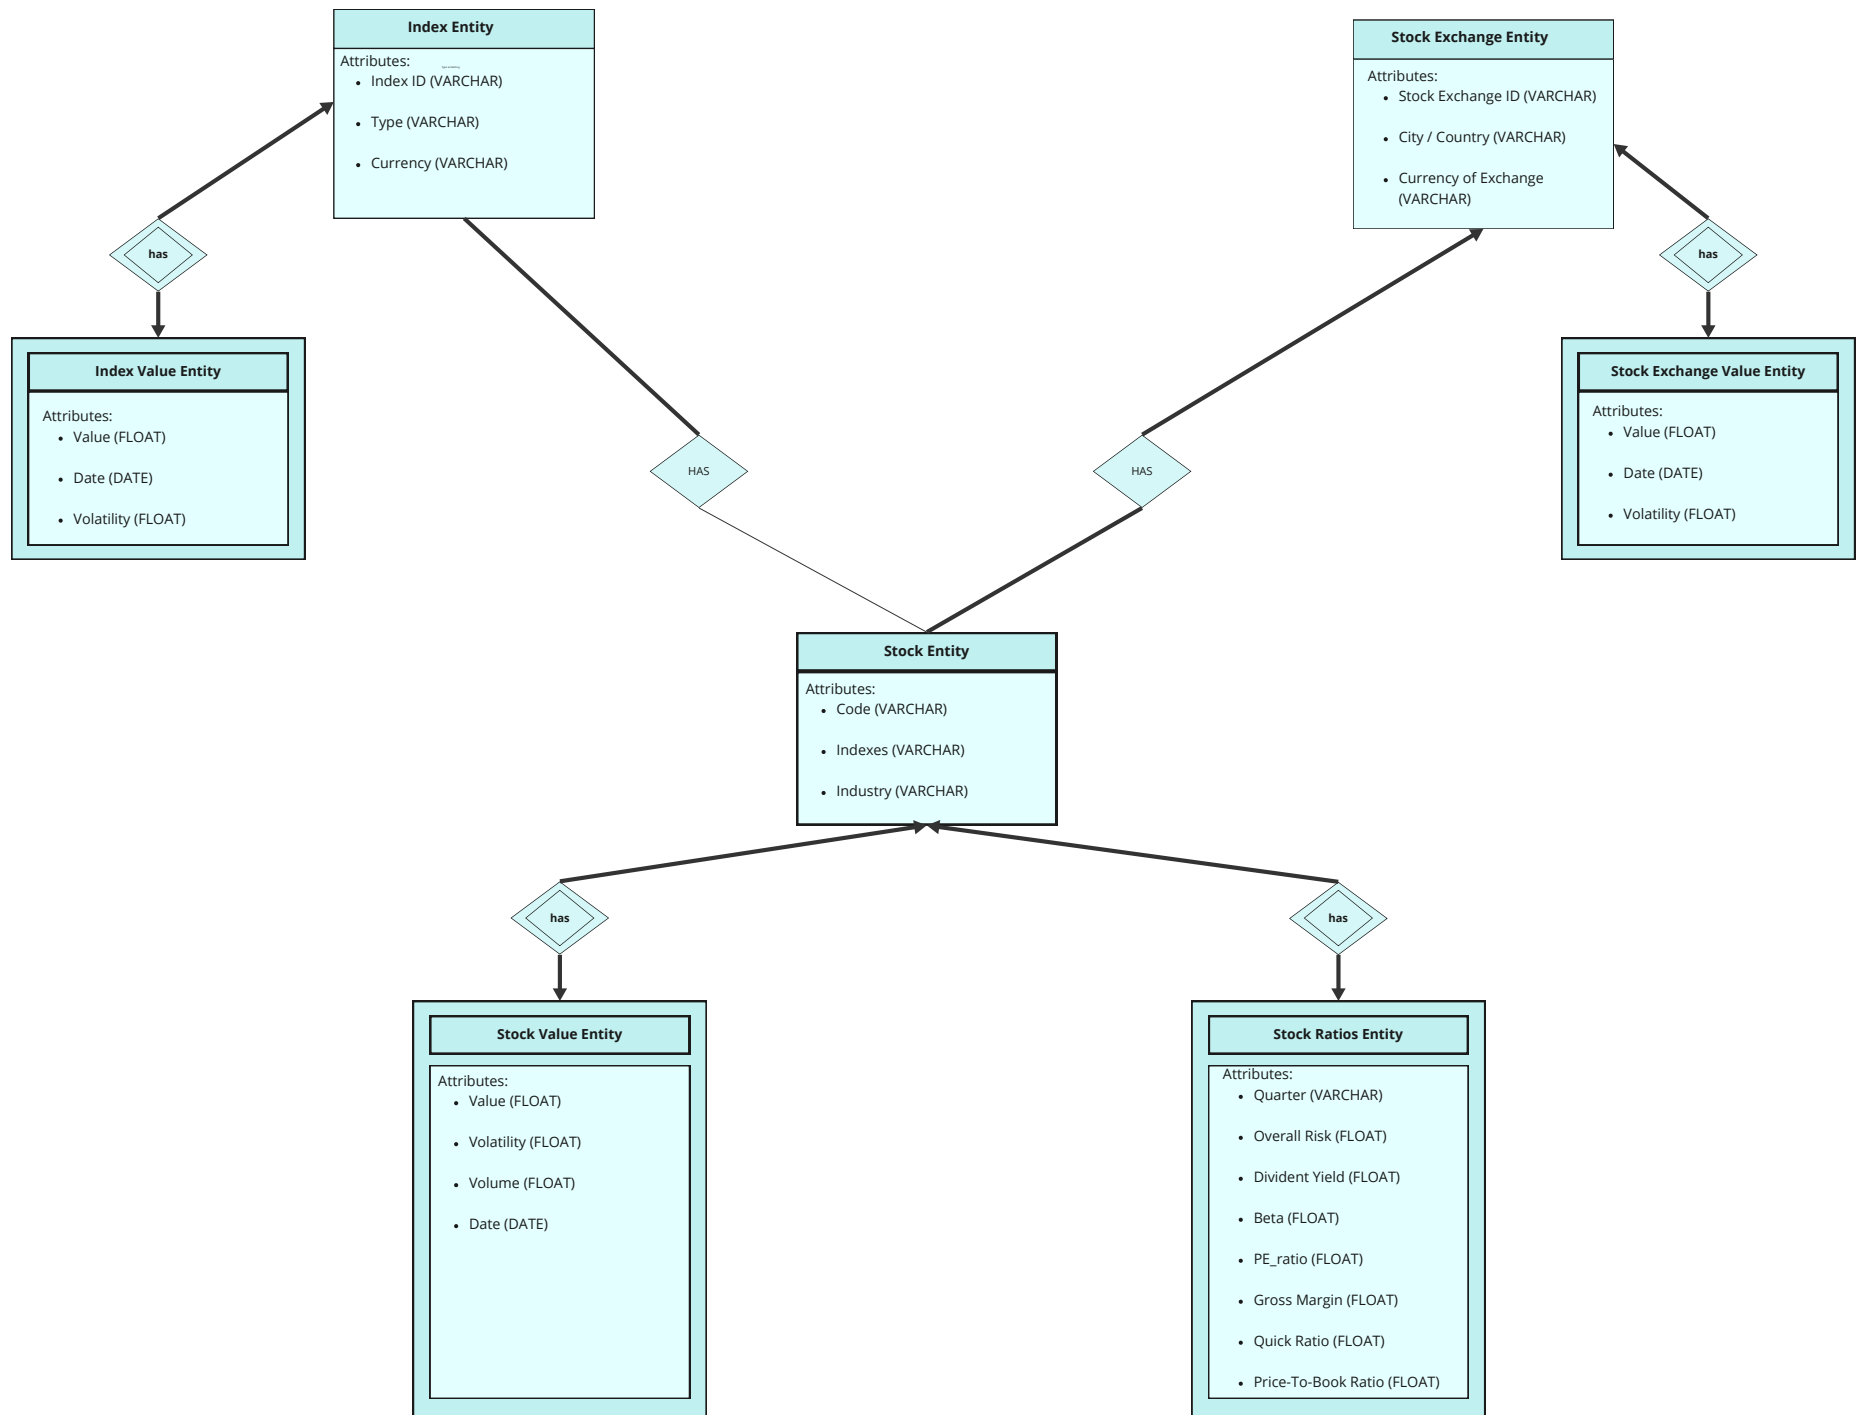 Index Entity
Attributes:
• Index ID (VARCHAR)
• Type (VARCHAR)
• Currency (VARCHAR)
Stock Exchange Entity
Attributes:
• Stock Exchange ID (VARCHAR)
• City / Country (VARCHAR)
• Currency of Exchange
(VARCHAR)
has
has
Index Value Entity
Attributes:
• Value (FLOAT)
• Date (DATE)
• Volatility (FLOAT)
HAS
HAS
Stock Exchange Value Entity
Attributes:
• Value (FLOAT)
• Date (DATE)
• Volatility (FLOAT)
Stock Entity
Attributes:
• Code (VARCHAR)
• Indexes (VARCHAR)
• Industry (VARCHAR)
has
has
Stock Value Entity
Attributes:
• Value (FLOAT)
• Volatility (FLOAT)
• Volume (FLOAT)
• Date (DATE)
Stock Ratios Entity
Attributes:
• Quarter (VARCHAR)
• Overall Risk (FLOAT)
• Divident Yield (FLOAT)
• Beta (FLOAT)
• PE_ratio (FLOAT)
• Gross Margin (FLOAT)
• Quick Ratio (FLOAT)
• Price-To-Book Ratio (FLOAT)